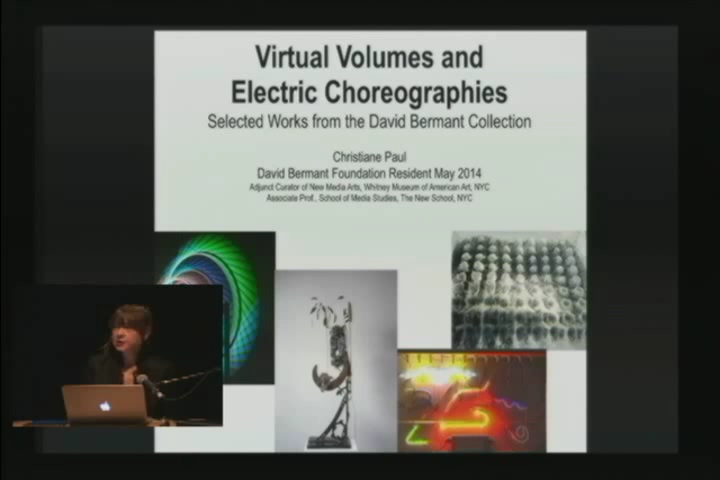 Virtual Volumes and
Electric Choreographies
Selected Works from the David Bermant Collection
Christiane Paul
David Bermant Foundation Resident May 2014
Adjunct Curator of New Media Arts, Whitney Museum of American Art, NYC
Associate Prof., School of Media Studies, The New School, NYC